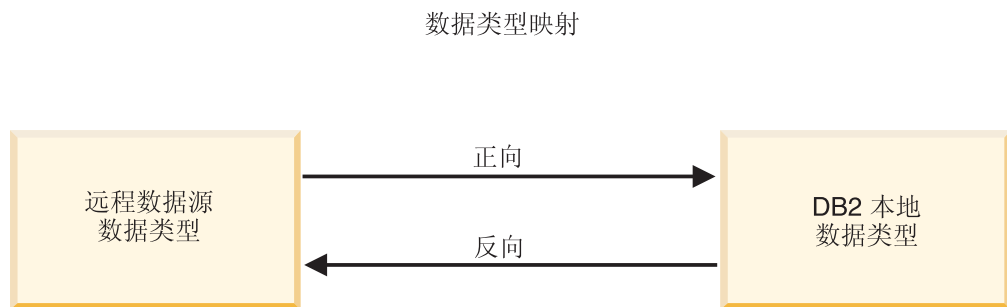 数据类型映射
正向
远程数据源
数据类型
DB2 本地
数据类型
反向